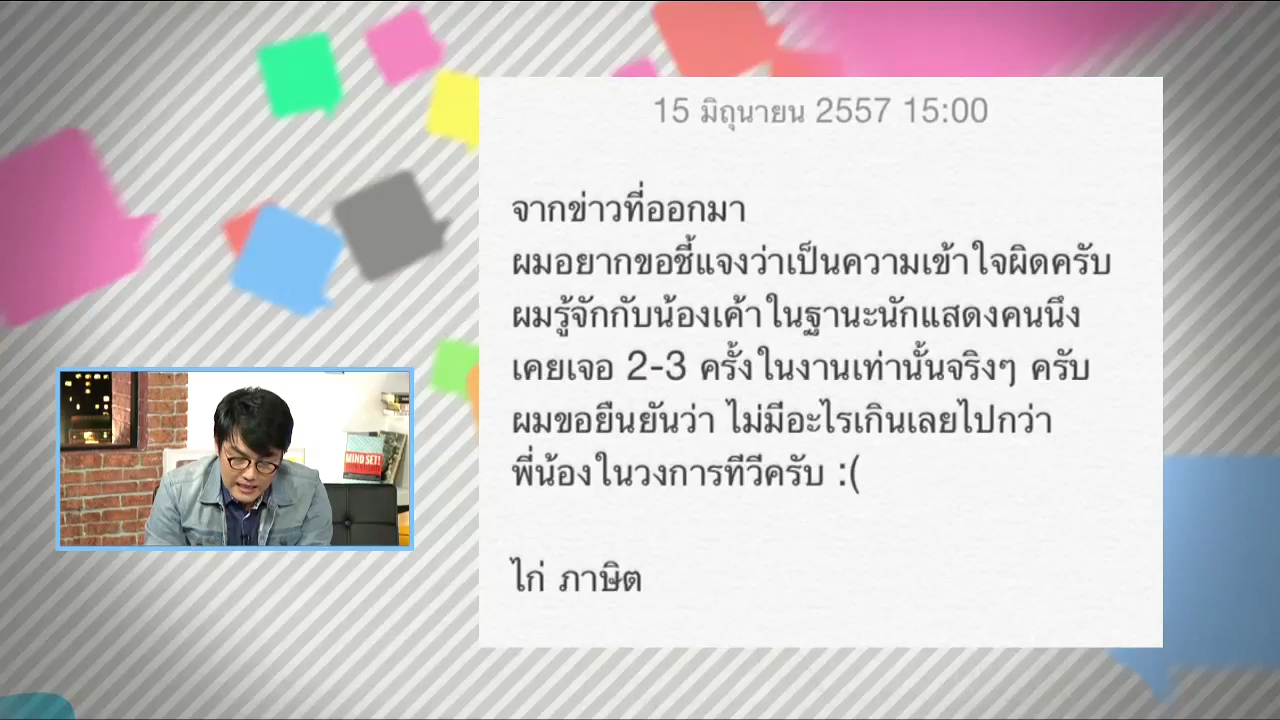 15 มิถุนายน 2557 15:00
จากข่าวที่ออกมา
ผมอยากขอชี้แจงว่าเป็นความเข้าใจผิดครับ
ผมรู้จักกับน้องเค้าในฐานะนักแสดงคนนึง
เคยเจอ 2-3 ครั้งในงานเท่านั้นจริงๆ ครับ
ผมขอยืนยันว่า ไม่มีอะไรเกินเลยไปกว่า
พี่น้องในวงการทีวีครับ :(
ไก่ ภาษิต
MIND SET!